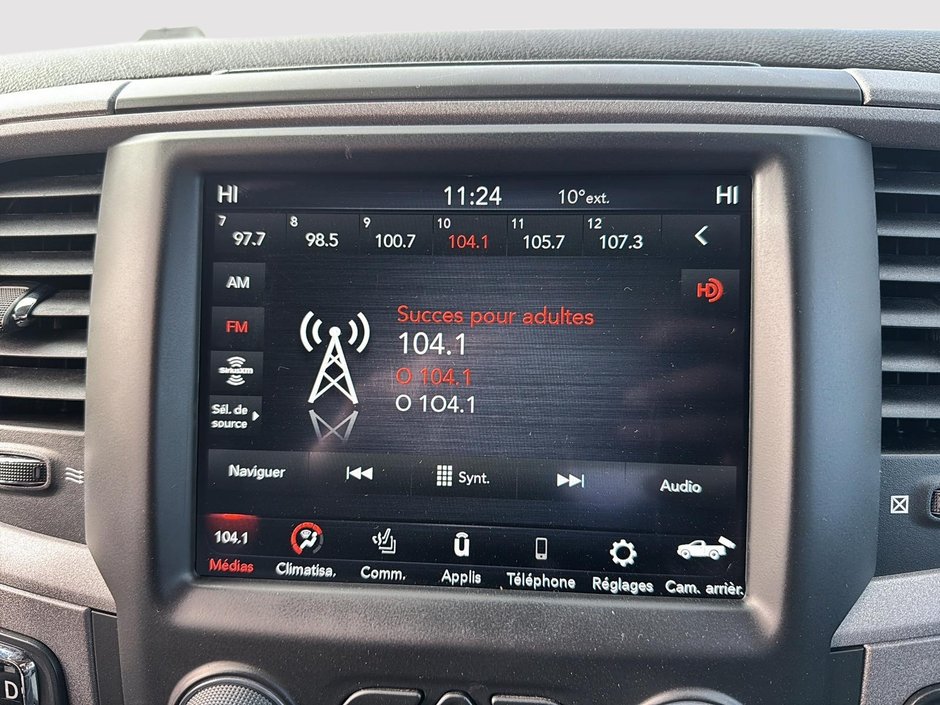 HI 11:24 10° ext. HI
7 97.7 8 98.5 9 100.7 10 104.1 11 105.7 12 107.3
AM
HD
FM
Succes pour adultes
104.1
SiriusXM
O 104.1
O 104.1
Sél. de
source
Naviguer Synt. Audio
104.1
Médias Climatisa. Comm. Applis Téléphone Réglages Cam. arrièr.
D